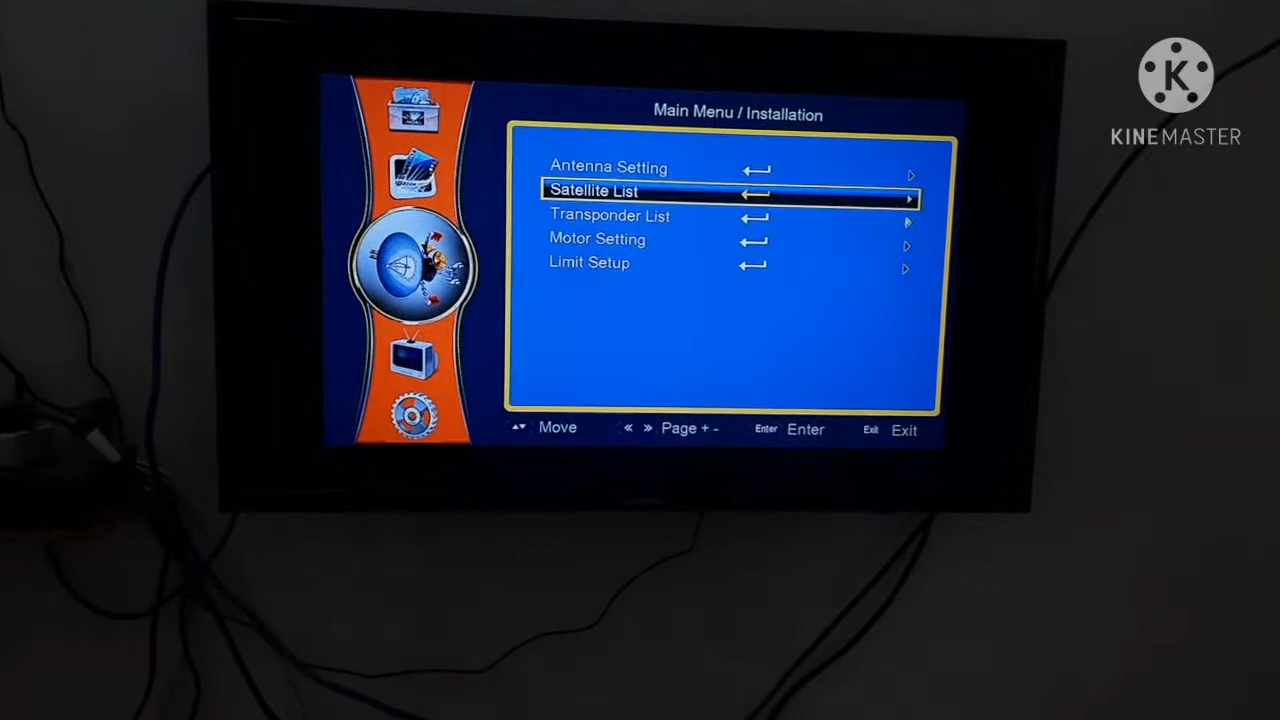 Main Menu / Installation
Antenna Setting
Satellite List
Transponder List
Motor Setting
Limit Setup
Move
Page + -
Enter Enter
Exit Exit
K
KINEMASTER